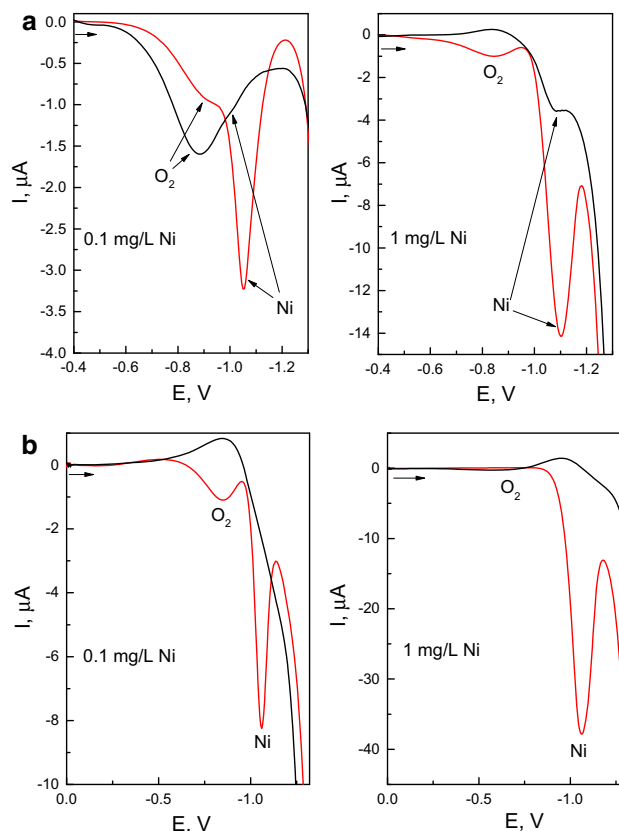 a
0.0
-0.5
-1.0
-1.5
-2.0
-2.5
-3.0
-3.5
-4.0
I, µA
O2
0.1 mg/L Ni
Ni
-0.4 -0.6 -0.8 -1.0 -1.2
E, V
0
-2
-4
-6
-8
-10
-12
-14
I, µA
O2
1 mg/L Ni
Ni
-0.4 -0.6 -0.8 -1.0 -1.2
E, V
b
0
-2
-4
-6
-8
-10
I, µA
O2
0.1 mg/L Ni
Ni
0.0 -0.5 -1.0
E. V
0
-10
-20
-30
-40
I, µA
O2
1 mg/L Ni
Ni
0.0 -0.5 -1.0
E, V